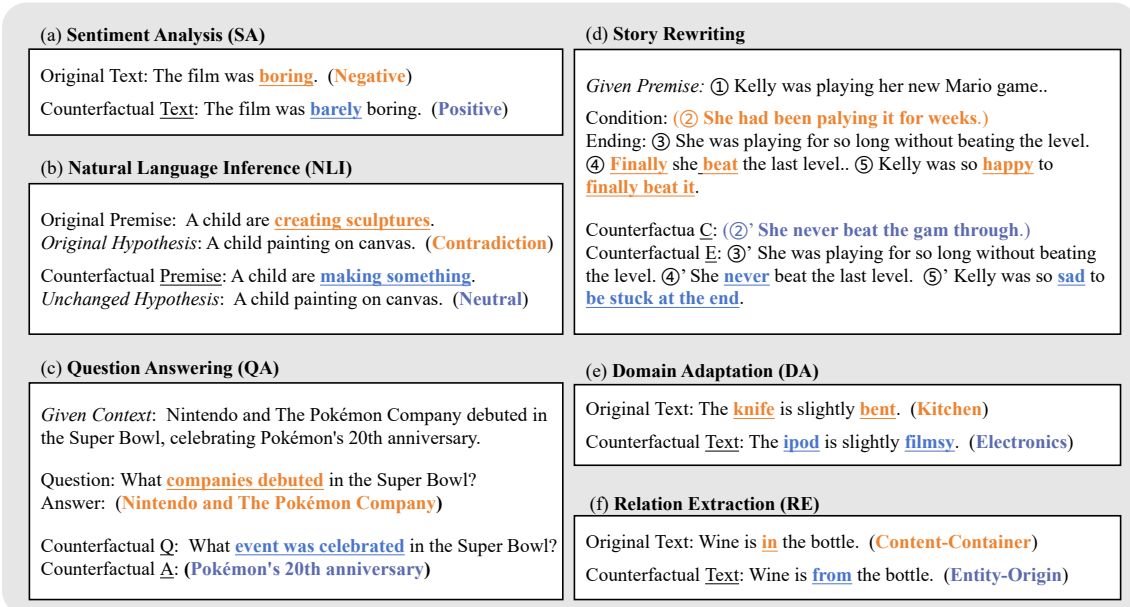 (a) Sentiment Analysis (SA)
Original Text: The film was boring. (Negative)
Counterfactual Text: The film was barely boring. (Positive)
(b) Natural Language Inference (NLI)
Original Premise: A child are creating sculptures.
Original Hypothesis: A child painting on canvas. (Contradiction)
Counterfactual Premise: A child are making something.
Unchanged Hypothesis: A child painting on canvas. (Neutral)
(c) Question Answering (QA)
Given Context: Nintendo and The Pokémon Company debuted in
the Super Bowl, celebrating Pokémon's 20th anniversary.
Question: What companies debuted in the Super Bowl?
Answer: (Nintendo and The Pokémon Company)
Counterfactual Q: What event was celebrated in the Super Bowl?
Counterfactual A: (Pokémon's 20th anniversary)
(d) Story Rewriting
Given Premise: ① Kelly was playing her new Mario game..
Condition: (② She had been palying it for weeks.)
Ending: ③ She was playing for so long without beating the level.
④ Finally she beat the last level.. ⑤ Kelly was so happy to
finally beat it.
Counterfactua C: (②' She never beat the gam through.)
Counterfactual E: ③' She was playing for so long without beating
the level. ④' She never beat the last level. ⑤' Kelly was so sad to
be stuck at the end.
(e) Domain Adaptation (DA)
Original Text: The knife is slightly bent. (Kitchen)
Counterfactual Text: The ipod is slightly filmsy. (Electronics)
(f) Relation Extraction (RE)
Original Text: Wine is in the bottle. (Content-Container)
Counterfactual Text: Wine is from the bottle. (Entity-Origin)